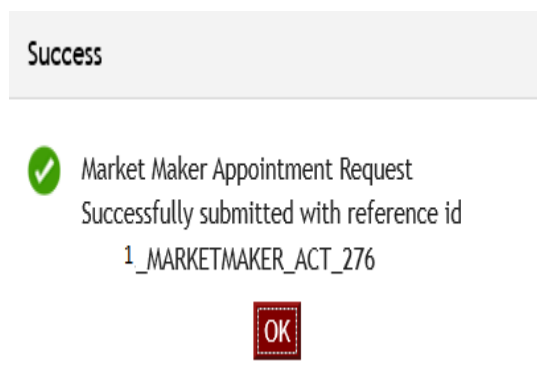 Success
Market Maker Appointment Request
Successfully submitted with reference id
1_MARKETMAKER_ACT_276
OK